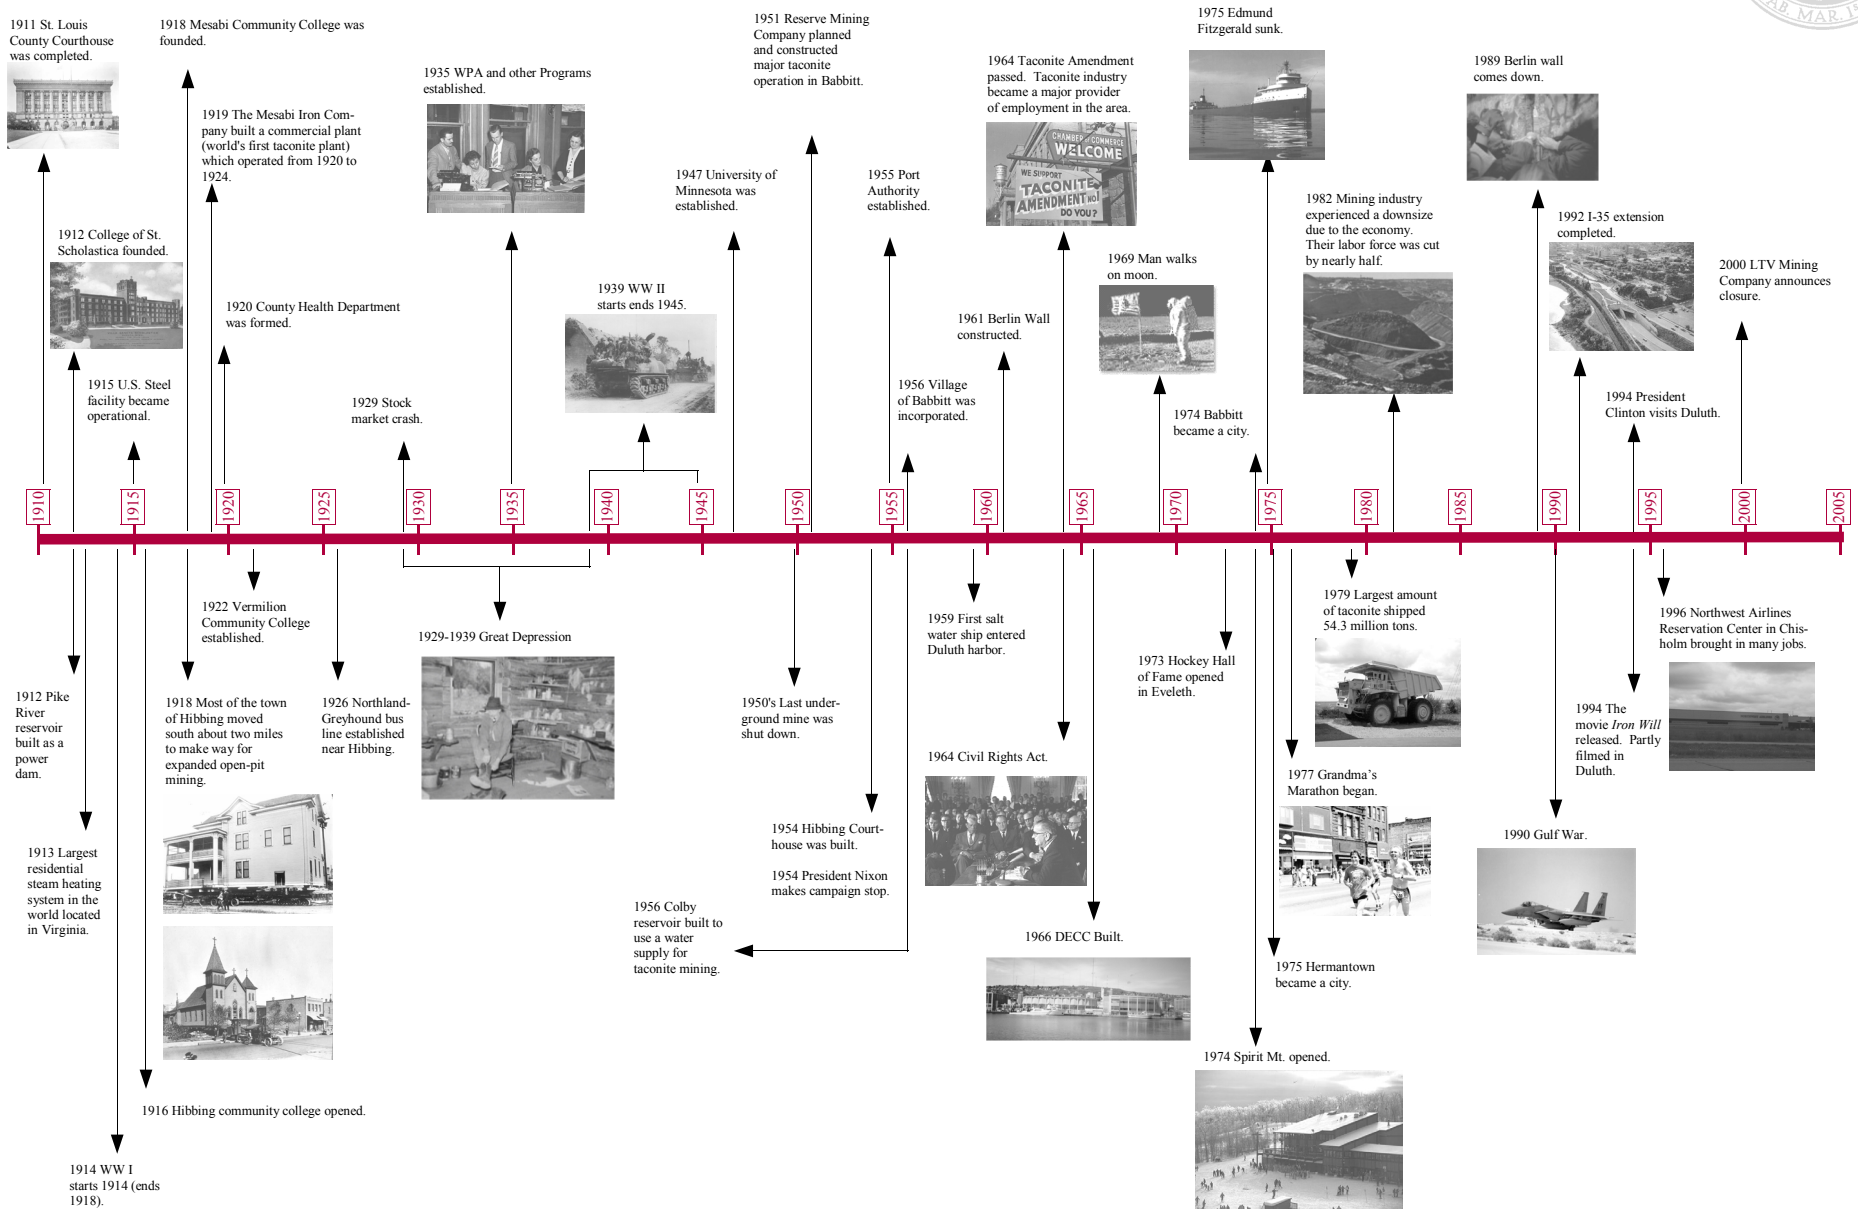 1911 St. Louis
County Courthouse
was completed.
1918 Mesabi Community College was
founded.
1951 Reserve Mining
Company planned
and constructed
major taconite
operation in Babbitt.
1975 Edmund
Fitzgerald sunk.
AB. MAR. 1st
1935 WPA and other Programs
established.
1964 Taconite Amendment
passed. Taconite industry
became a major provider
of employment in the area.
1989 Berlin wall
comes down.
1919 The Mesabi Iron Com-
pany built a commercial plant
(world's first taconite plant)
which operated from 1920 to
1924.
CHAMBER of COMMERCE
WELCOME
WE SUPPORT
TACONITE
AMENDMENT NO1
DO YOU?
1947 University of
Minnesota was
established.
1955 Port
Authority
established.
1982 Mining industry
experienced a downsize
due to the economy.
Their labor force was cut
by nearly half.
1992 I-35 extension
completed.
1912 College of St.
Scholastica founded.
1969 Man walks
on moon.
2000 LTV Mining
Company announces
closure.
1939 WW II
starts ends 1945.
1920 County Health Department
was formed.
1961 Berlin Wall
constructed.
1915 U.S. Steel
facility became
operational.
1929 Stock
market crash.
1956 Village
of Babbitt was
incorporated.
1974 Babbitt
became a city.
1994 President
Clinton visits Duluth.
1910
1915
1920
1925
1930
1935
1940
1945
1950
1955
1960
1965
1970
1975
1980
1985
1990
1995
2000
2005
1922 Vermilion
Community College
established.
1929-1939 Great Depression
1959 First salt
water ship entered
Duluth harbor.
1979 Largest amount
of taconite shipped
54.3 million tons.
1996 Northwest Airlines
Reservation Center in Chis-
holm brought in many jobs.
1973 Hockey Hall
of Fame opened
in Eveleth.
1912 Pike
River
reservoir
built as a
power
dam.
1918 Most of the town
of Hibbing moved
south about two miles
to make way for
expanded open-pit
mining.
1926 Northland-
Greyhound bus
line established
near Hibbing.
1950's Last under-
ground mine was
shut down.
1994 The
movie Iron Will
released. Partly
filmed in
Duluth.
1964 Civil Rights Act.
1977 Grandma's
Marathon began.
1913 Largest
residential
steam heating
system in the
world located
in Virginia.
1954 Hibbing Court-
house was built.
1954 President Nixon
makes campaign stop.
1990 Gulf War.
1956 Colby
reservoir built to
use a water
supply for
taconite mining.
1966 DECC Built.
1975 Hermantown
became a city.
1974 Spirit Mt. opened.
1916 Hibbing community college opened.
1914 WW I
starts 1914 (ends
1918).